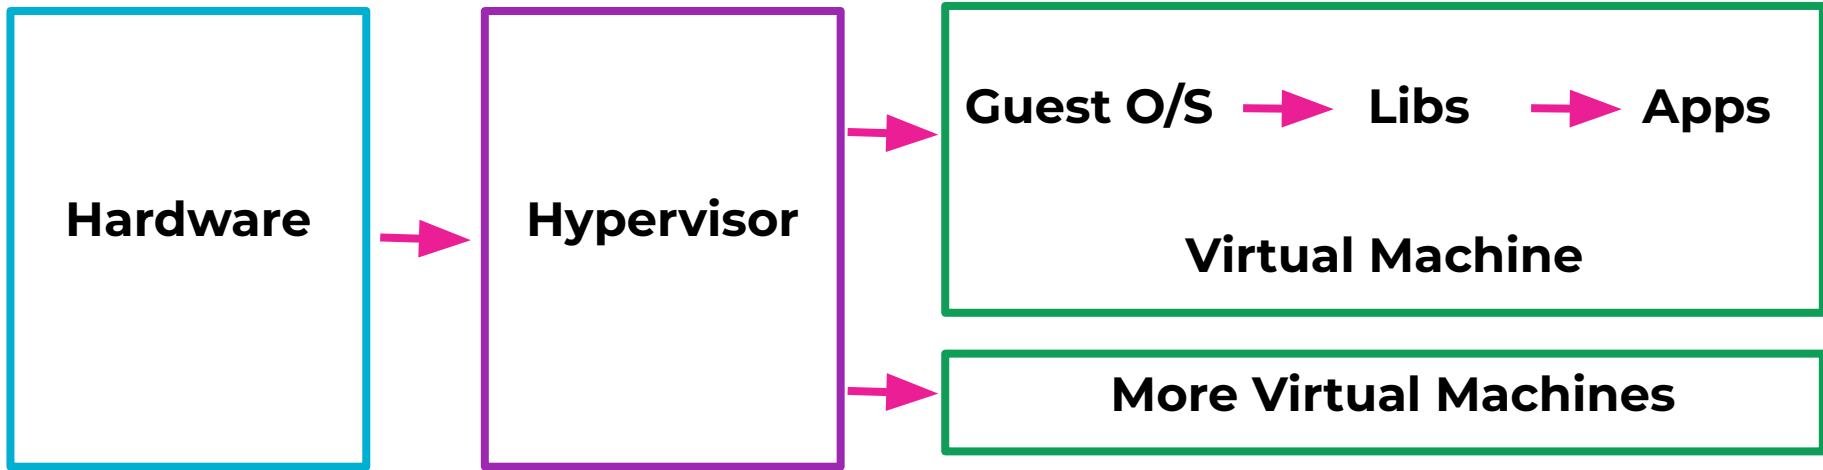 Hardware
Hypervisor
Guest O/S
Libs
Apps
Virtual Machine
More Virtual Machines